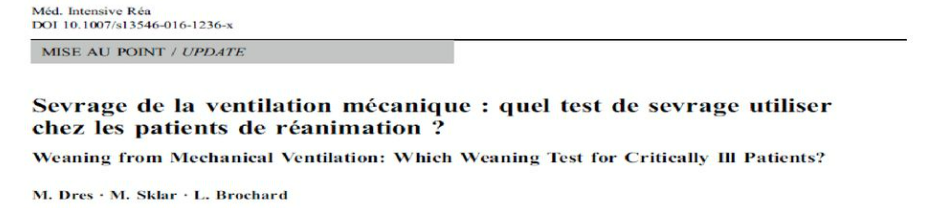 Méd. Intensive Réa
DOI 10.1007/s13546-016-1236-x
MISE AU POINT / UPDATE
Sevrage de la ventilation mécanique : quel test de sevrage utiliser
chez les patients de réanimation ?
Weaning from Mechanical Ventilation: Which Weaning Test for Critically Ill Patients?
M. Dres · M. Sklar · L. Brochard